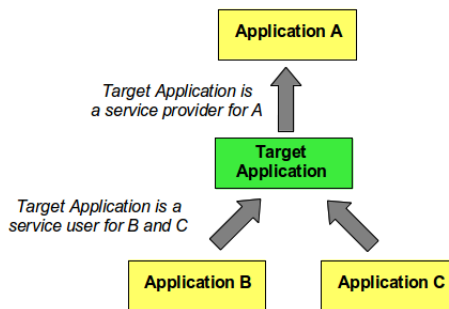 Application A
Target Application is
a service provider for A
Target
Application
Target Application is a
service user for B and C
Application B
Application C